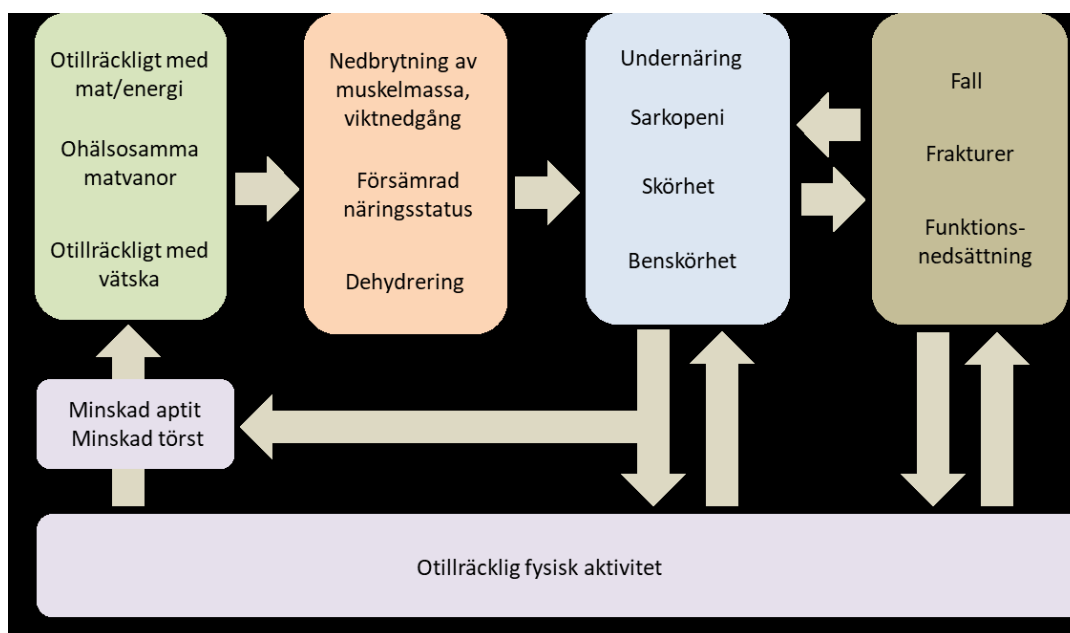 Otillräckligt med
mat/energi
Ohälsosamma
matvanor
Otillräckligt med
vätska
Nedbrytning av
muskelmassa,
viktnedgång
Försämrad
näringsstatus
Dehydrering
Undernäring
Sarkopeni
Skörhet
Benskörhet
Fall
Frakturer
Funktions-
nedsättning
Minskad aptit
Minskad törst
Otillräcklig fysisk aktivitet